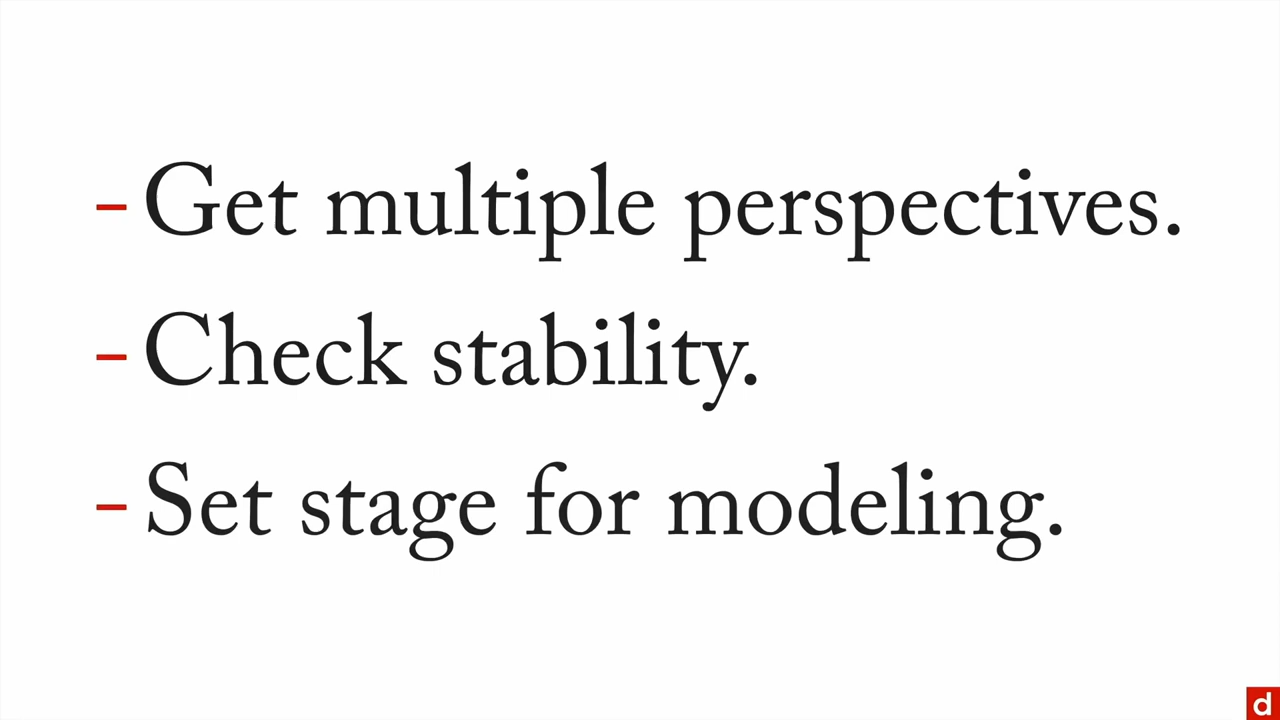 - Get multiple perspectives.
- Check stability.
- Set stage for modeling.
d